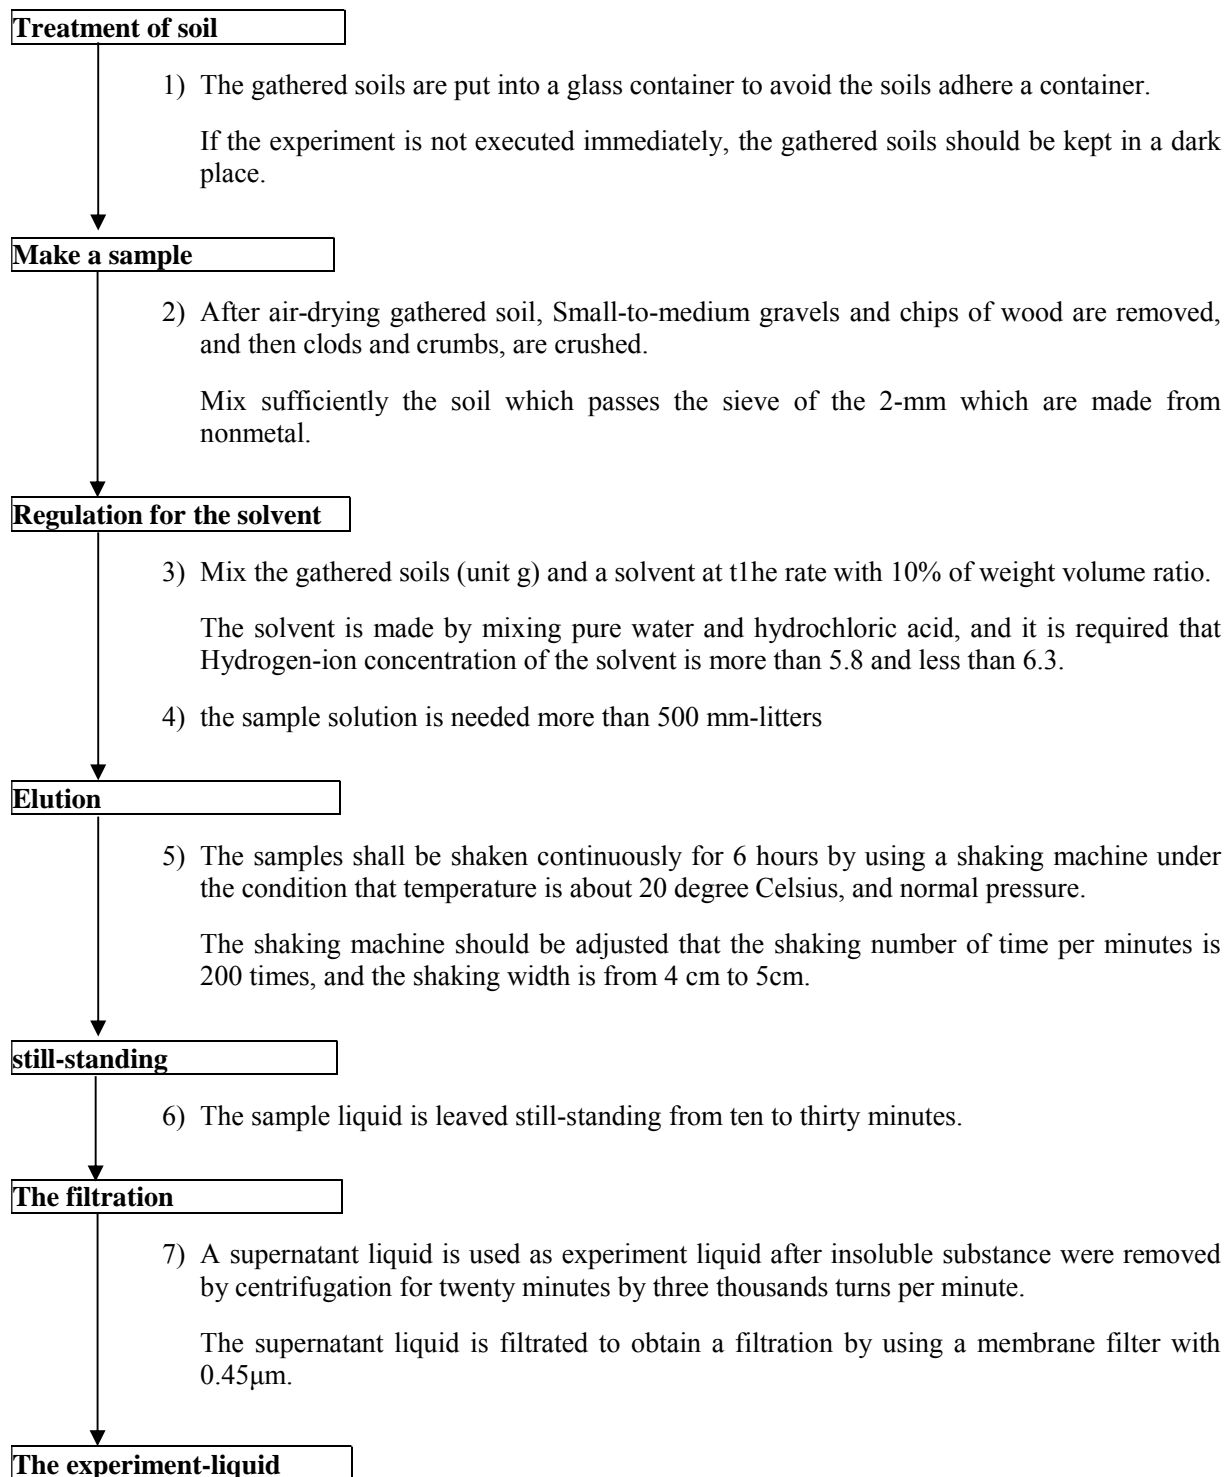 Treatment of soil
1) The gathered soils are put into a glass container to avoid the soils adhere a container.
If the experiment is not executed immediately, the gathered soils should be kept in a dark
place.
Make a sample
2) After air-drying gathered soil, Small-to-medium gravels and chips of wood are removed,
and then clods and crumbs, are crushed.
Mix sufficiently the soil which passes the sieve of the 2-mm which are made from
nonmetal.
Regulation for the solvent
3) Mix the gathered soils (unit g) and a solvent at t1he rate with 10% of weight volume ratio.
The solvent is made by mixing pure water and hydrochloric acid, and it is required that
Hydrogen-ion concentration of the solvent is more than 5.8 and less than 6.3.
4) the sample solution is needed more than 500 mm-litters
Elution
5) The samples shall be shaken continuously for 6 hours by using a shaking machine under
the condition that temperature is about 20 degree Celsius, and normal pressure.
The shaking machine should be adjusted that the shaking number of time per minutes is
200 times, and the shaking width is from 4 cm to 5cm.
still-standing
6) The sample liquid is leaved still-standing from ten to thirty minutes.
The filtration
7) A supernatant liquid is used as experiment liquid after insoluble substance were removed
by centrifugation for twenty minutes by three thousands turns per minute.
The supernatant liquid is filtrated to obtain a filtration by using a membrane filter with
0.45μm.
The experiment-liquid